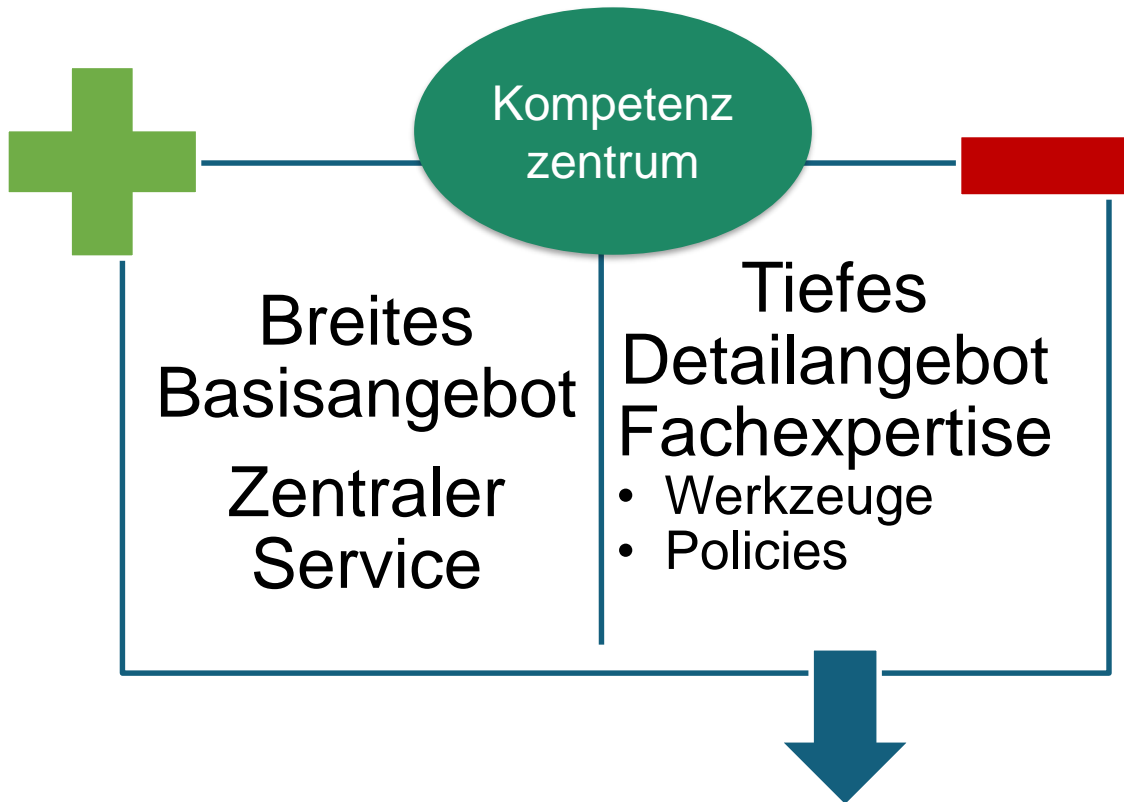 Kompetenz
zentrum
Breites
Basisangebot
Zentraler
Service
Tiefes
Detailangebot
Fachexpertise
• Werkzeuge
• Policies